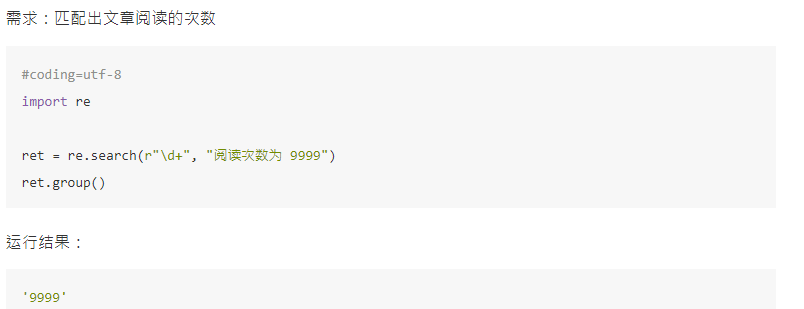 需求：匹配出文章阅读的次数
#coding=utf-8
import re
ret = re.search(r"\d+", "阅读次数为 9999")
ret.group()
运行结果：
'9999'